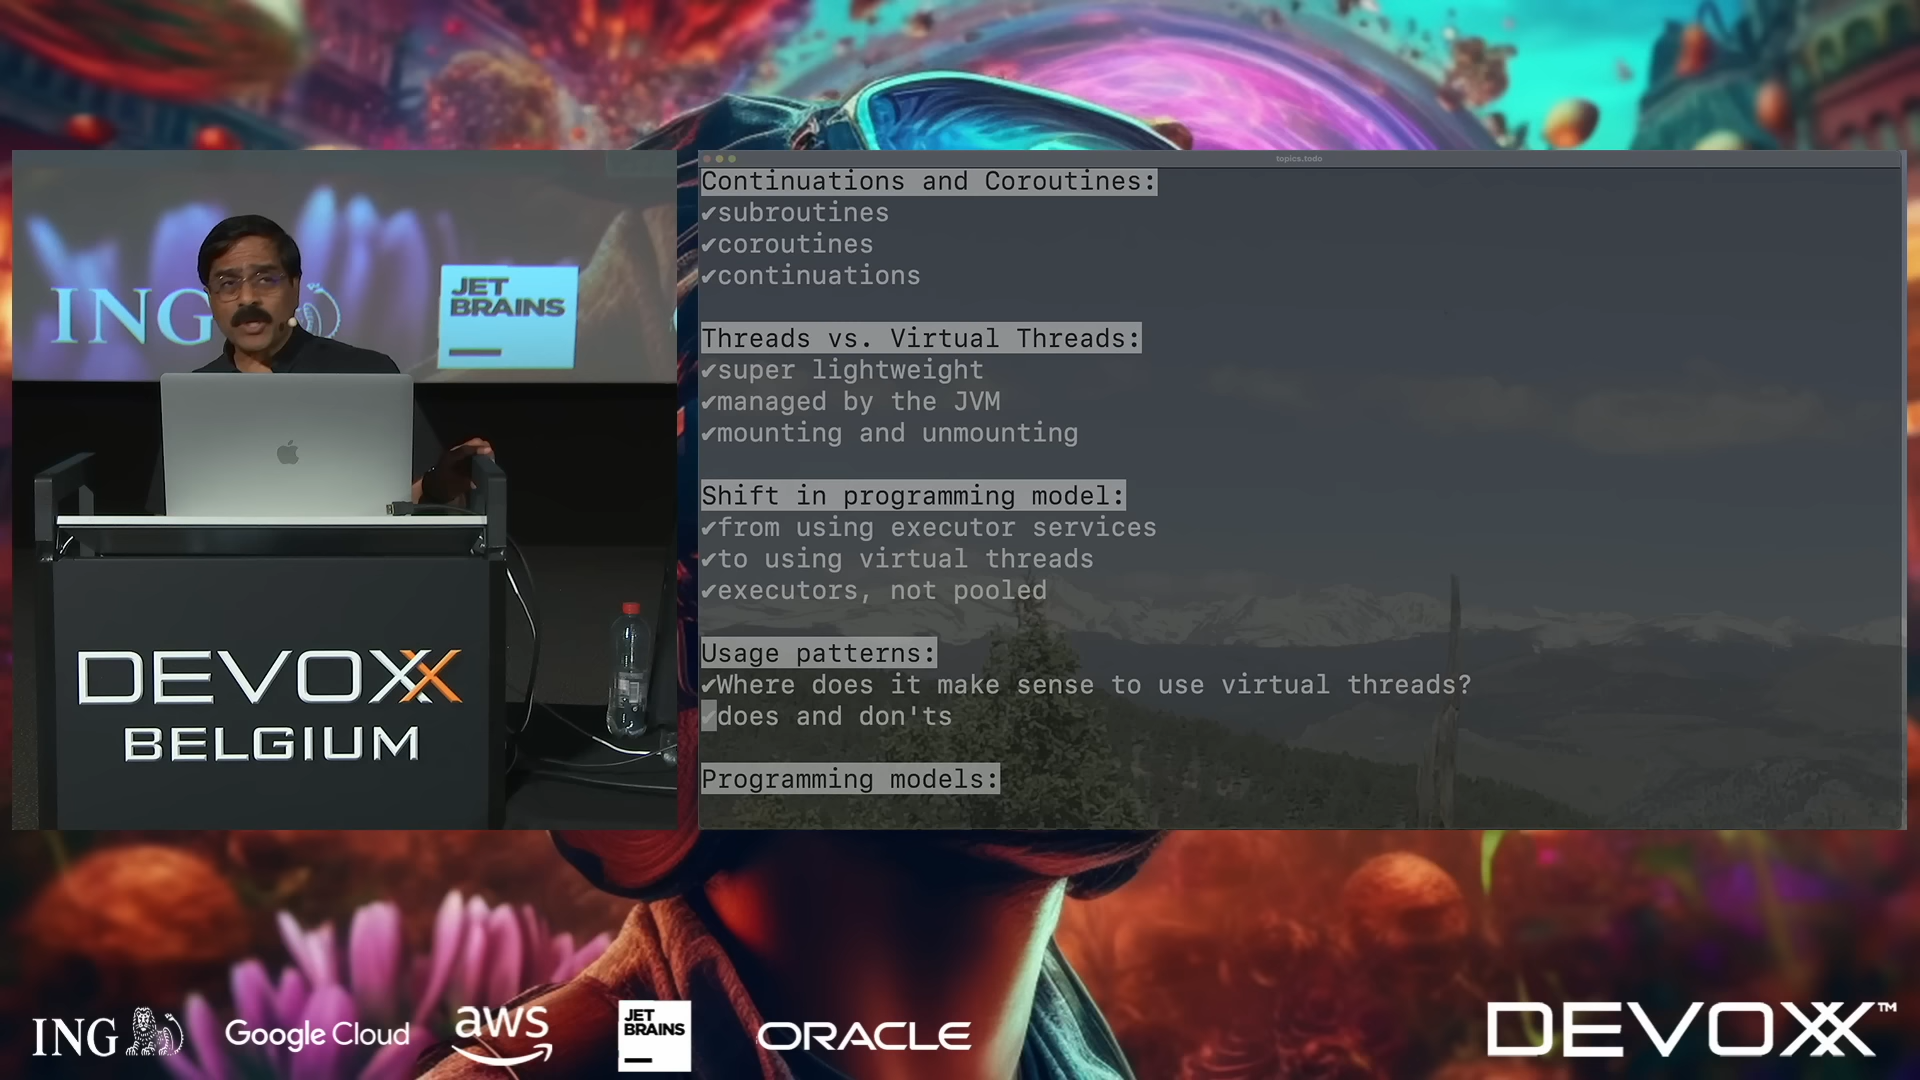 topics.todo
Continuations and Coroutines:
✔subroutines
✔coroutines
✔continuations
Threads vs. Virtual Threads:
✔super lightweight
✔managed by the JVM
✔mounting and unmounting
Shift in programming model:
✔from using executor services
✔to using virtual threads
✔executors, not pooled
Usage patterns:
✔Where does it make sense to use virtual threads?
✔does and don'ts
Programming models:
ING
JET
BRAINS
DEVOXX
BELGIUM
ING
Google Cloud
aws
JET
BRAINS
ORACLE
DEVOXX™